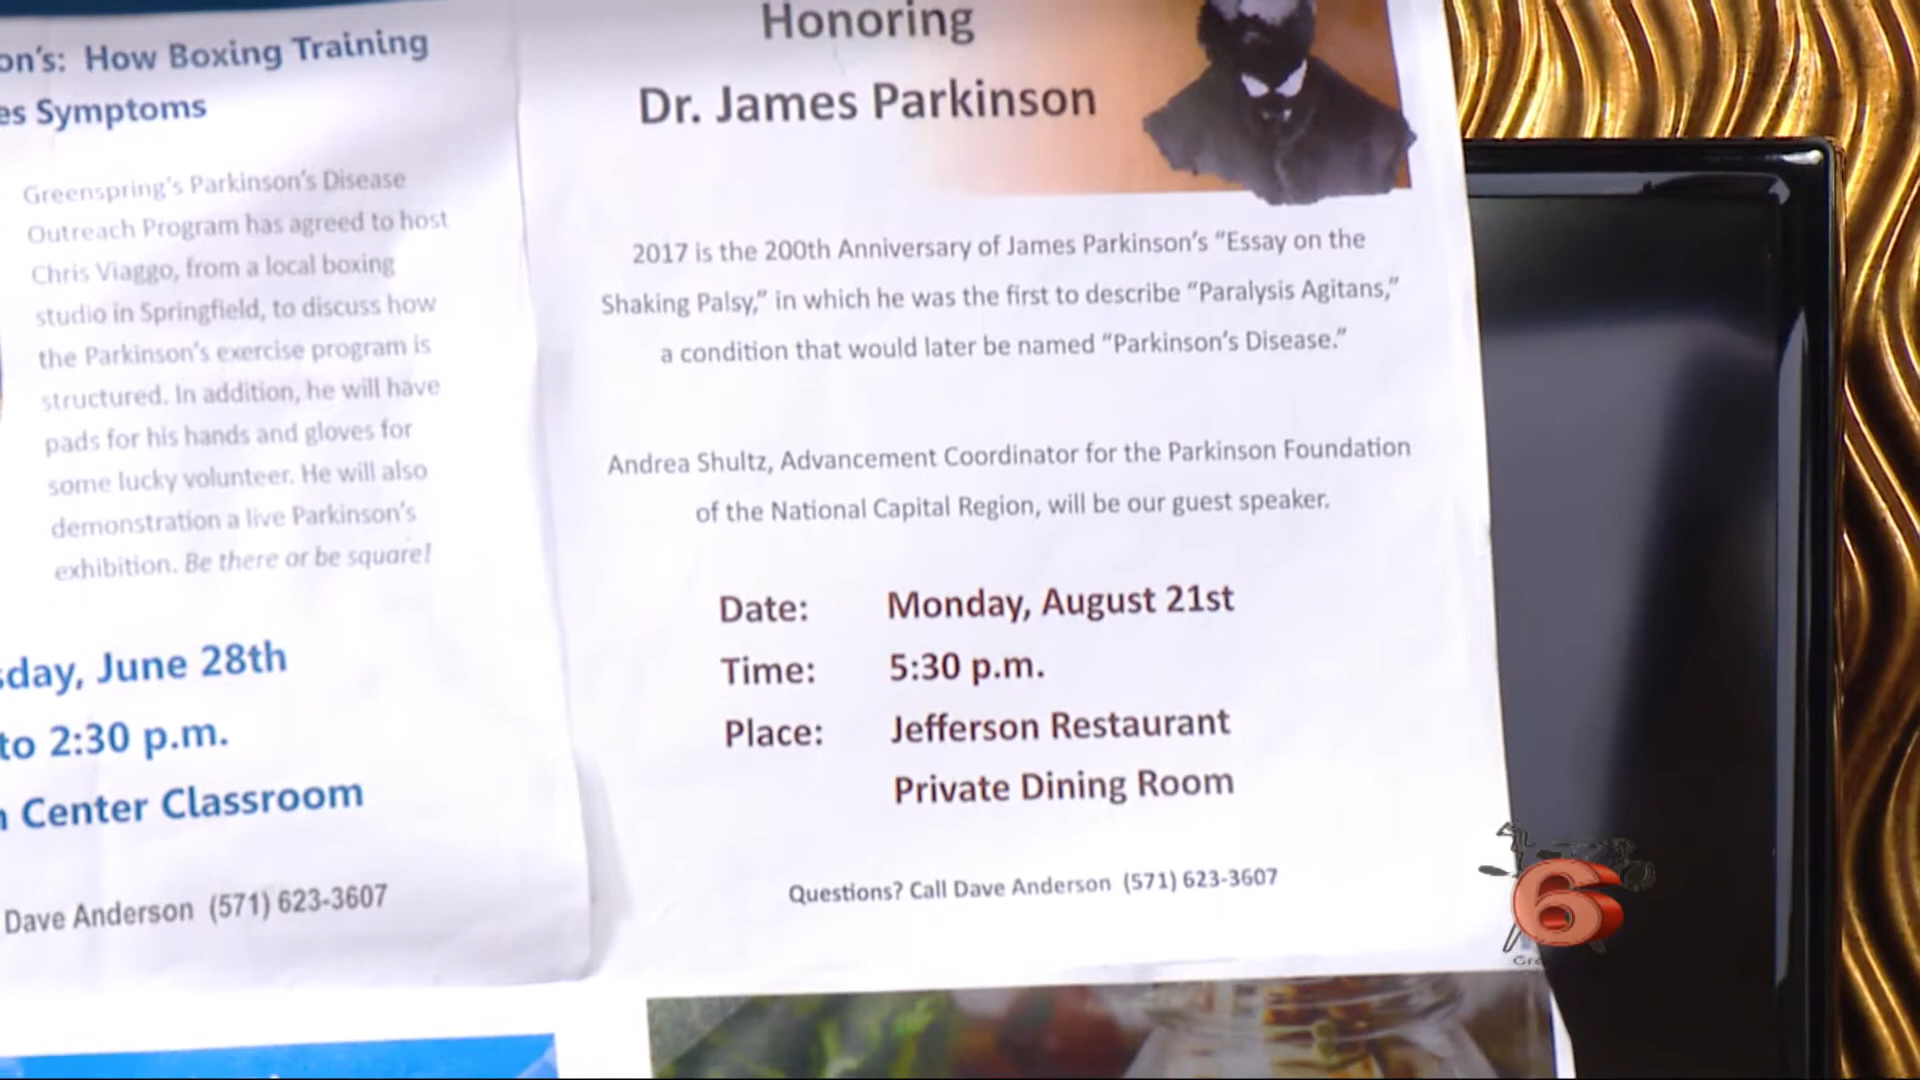 on's: How Boxing Training
es Symptoms
Greenspring's Parkinson's Disease
Outreach Program has agreed to host
Chris Viaggo, from a local boxing
studio in Springfield, to discuss how
the Parkinson's exercise program is
structured. In addition, he will have
pads for his hands and gloves for
some lucky volunteer. He will also
demonstration a live Parkinson's
exhibition. Be there or be square!
sday, June 28th
to 2:30 p.m.
n Center Classroom
Dave Anderson (571) 623-3607
Honoring
Dr. James Parkinson
2017 is the 200th Anniversary of James Parkinson's "Essay on the
Shaking Palsy," in which he was the first to describe "Paralysis Agitans,"
a condition that would later be named "Parkinson's Disease."
Andrea Shultz, Advancement Coordinator for the Parkinson Foundation
of the National Capital Region, will be our guest speaker.
Date: Monday, August 21st
Time: 5:30 p.m.
Place: Jefferson Restaurant
Private Dining Room
Questions? Call Dave Anderson (571) 623-3607
6